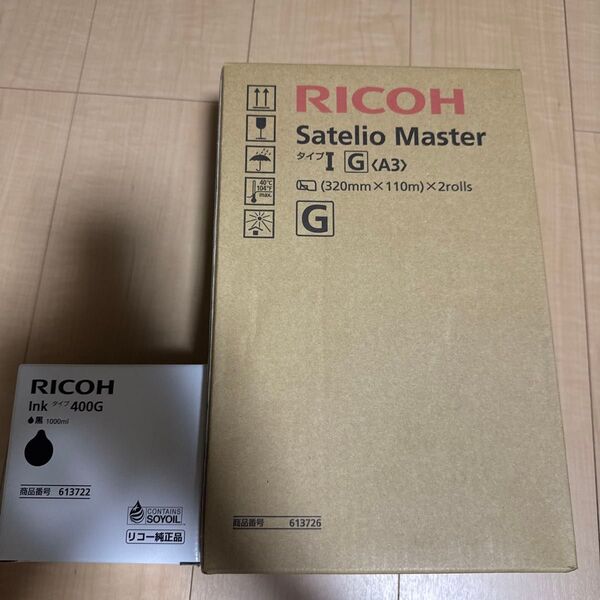 RICOH
Satelio Master
タイプI G〈A3〉
(320mm×110m)×2rolls
G
40℃
104°F
max.
商品番号 613726
RICOH
Ink タイプ 400G
黒 1000ml
商品番号 613722
CONTAINS
SOYOIL
リコー純正品